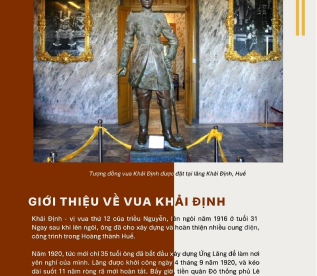 Tượng đồng vua Khải Định được đặt tại lăng Khải Định, Huế
GIỚI THIỆU VỀ VUA KHẢI ĐỊNH
Khải Định - vị vua thứ 12 của triều Nguyễn, lên ngôi năm 1916 ở tuổi 31
Ngay sau khi lên ngôi, ông đã cho xây dựng và hoàn thiện nhiều cung điện,
công trình trong Hoàng thành Huế.
Năm 1920, tức mới chỉ 35 tuổi ông đã bắt đầu xây dựng Ứng Lăng để làm nơi
yên nghỉ của mình. Lăng được khởi công ngày 4 tháng 9 năm 1920, và kéo
dài suốt 11 năm ròng rã mới hoàn tất. Bấy giờ, tiền quân Đô thống phủ Lê